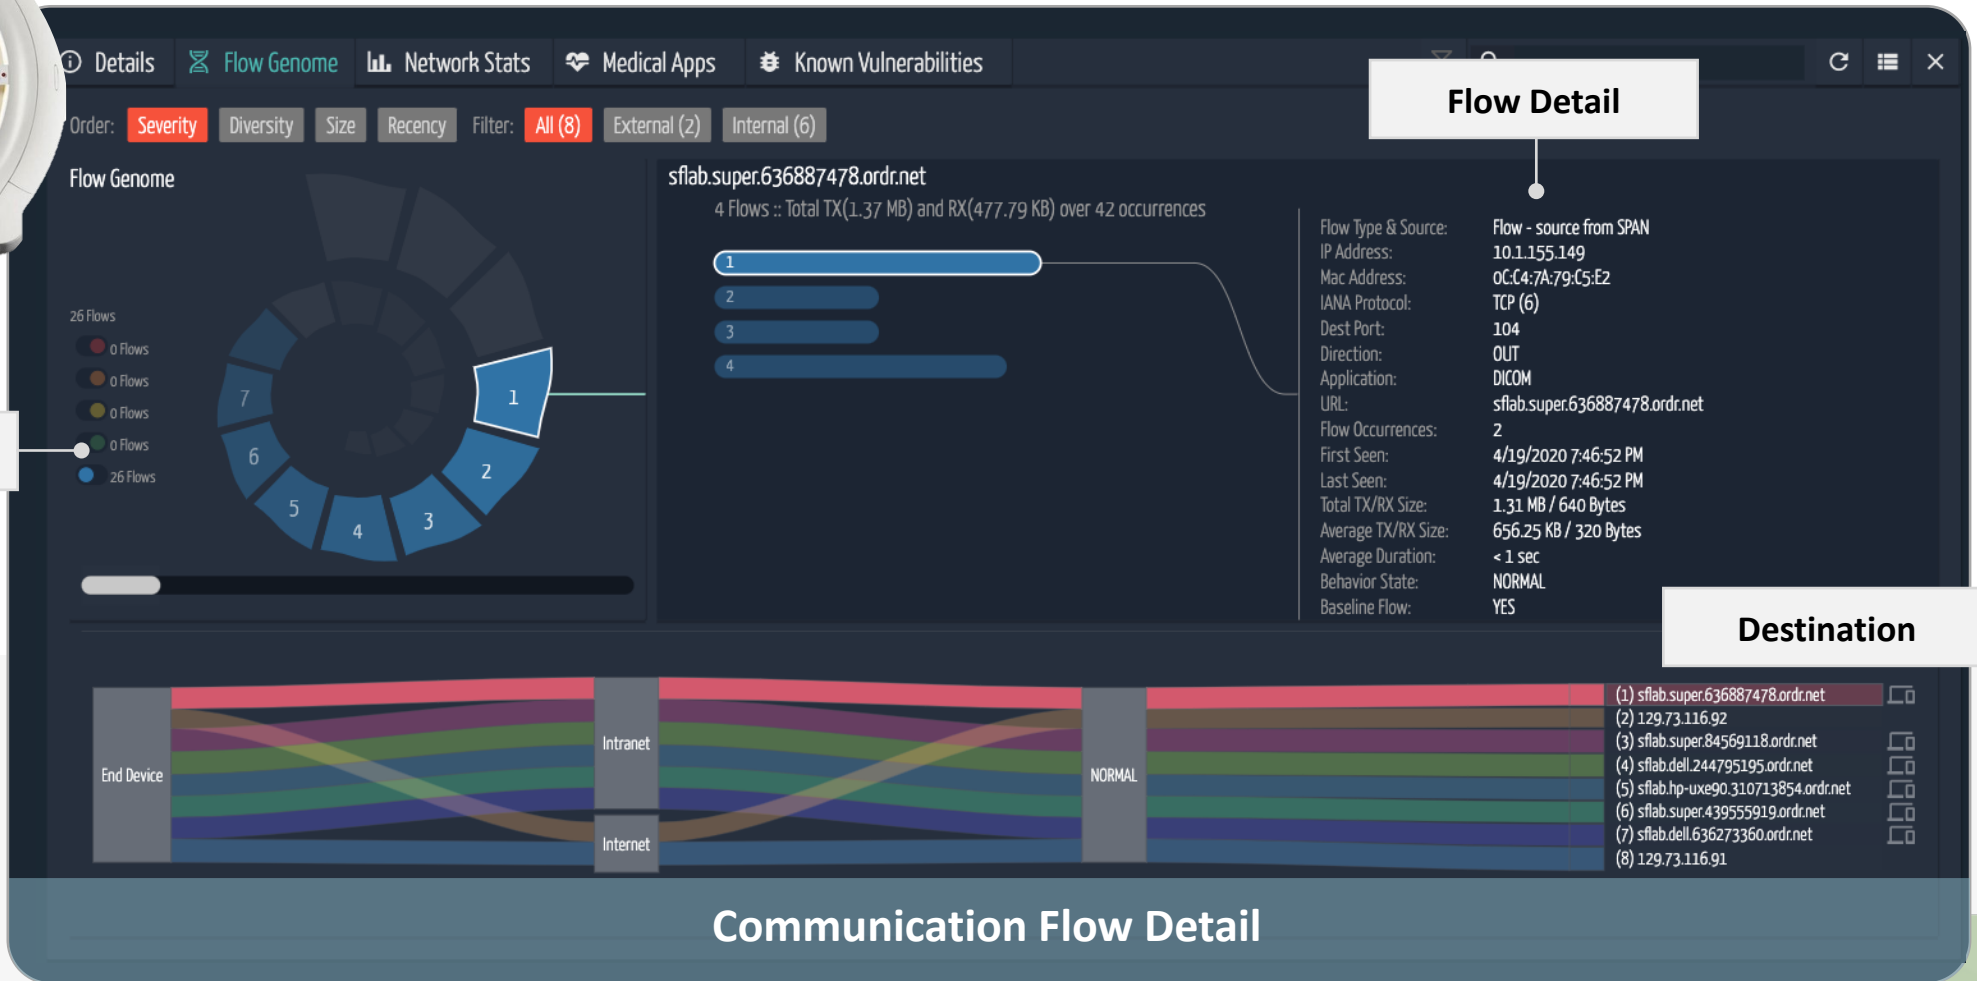 Details Flow Genome Network Stats Medical Apps Known Vulnerabilities
Flow Detail
Order: Severity Diversity Size Recency Filter: All (8) External (2) Internal (6)
Flow Genome
26 Flows
0 Flows
0 Flows
0 Flows
0 Flows
26 Flows
1
2
3
4
5
6
7
sflab.super.636887478.ordr.net
4 Flows :: Total TX(1.37 MB) and RX(477.79 KB) over 42 occurrences
1
2
3
4
Flow Type & Source: Flow - source from SPAN
IP Address: 10.1.155.149
Mac Address: 0C:C4:7A:79:C5:E2
IANA Protocol: TCP (6)
Dest Port: 104
Direction: OUT
Application: DICOM
URL: sflab.super.636887478.ordr.net
Flow Occurrences: 2
First Seen: 4/19/2020 7:46:52 PM
Last Seen: 4/19/2020 7:46:52 PM
Total TX/RX Size: 1.31 MB / 640 Bytes
Average TX/RX Size: 656.25 KB / 320 Bytes
Average Duration: < 1 sec
Behavior State: NORMAL
Baseline Flow: YES
Destination
End Device
Intranet
Internet
NORMAL
(1) sflab.super.636887478.ordr.net
(2) 129.73.116.92
(3) sflab.super.84569118.ordr.net
(4) sflab.dell.244795195.ordr.net
(5) sflab.hp-uxe90.310713854.ordr.net
(6) sflab.super.439555919.ordr.net
(7) sflab.dell.636273360.ordr.net
(8) 129.73.116.91
Communication Flow Detail